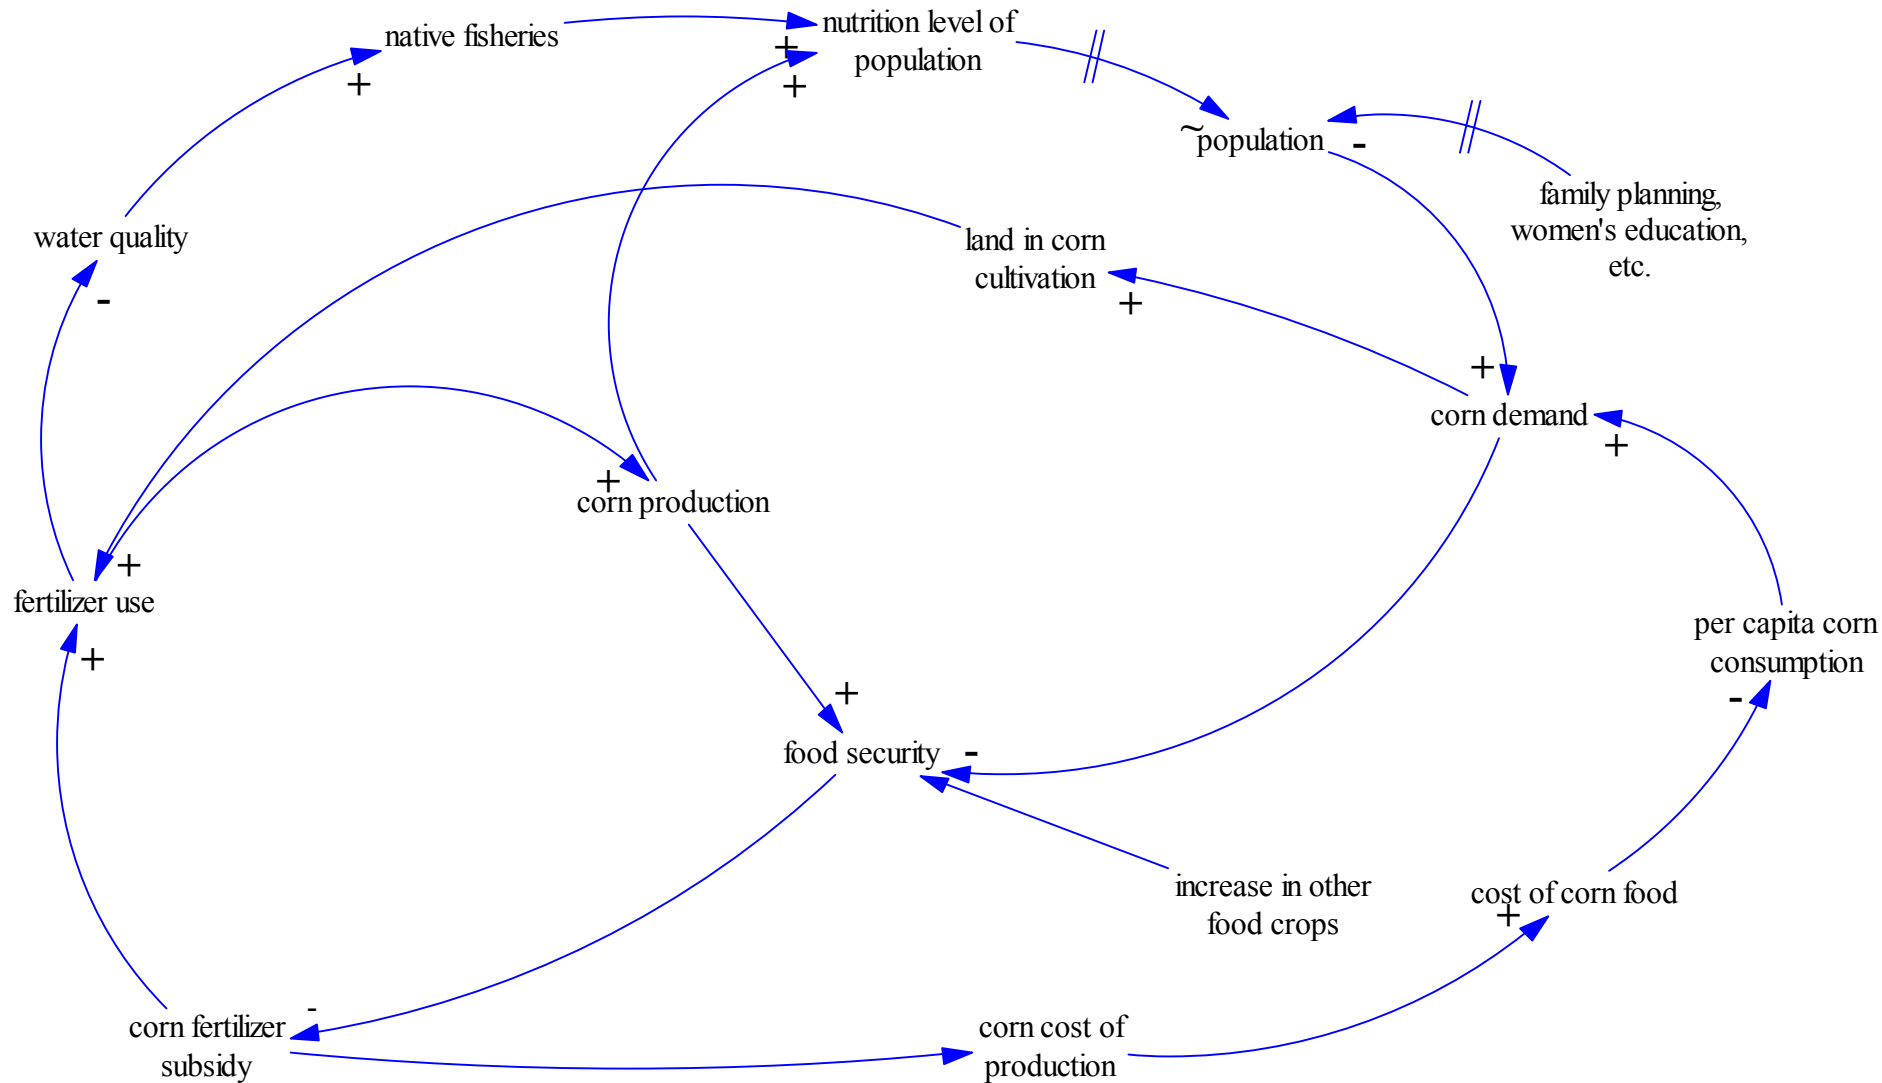 native fisheries
+
nutrition level of
population
+
+
~
population
-
family planning,
women's education,
etc.
water quality
-
land in corn
cultivation
+
+
corn demand
+
corn production
+
fertilizer use
+
+
per capita corn
consumption
-
food security
+
-
increase in other
food crops
cost of corn food
+
corn fertilizer
subsidy
-
corn cost of
production